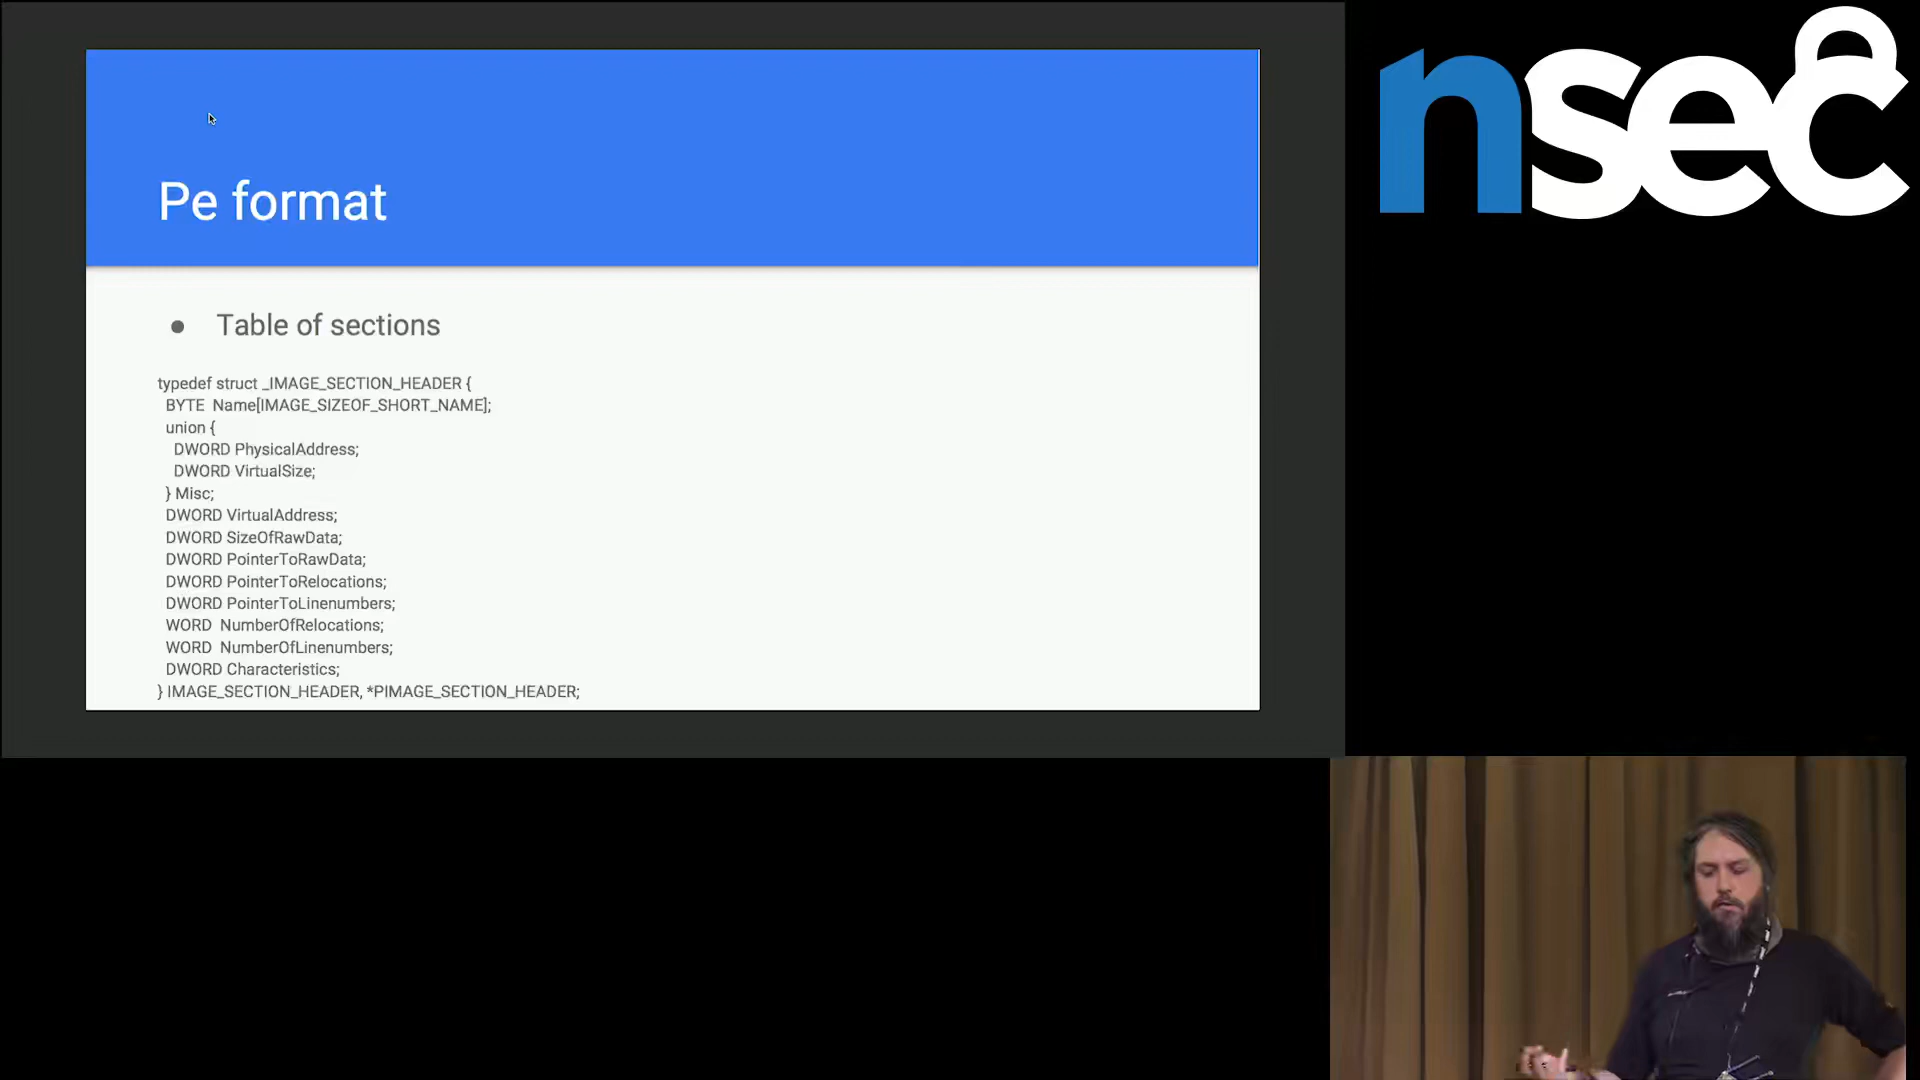 nsec
Pe format
● Table of sections
typedef struct _IMAGE_SECTION_HEADER {
BYTE  Name[IMAGE_SIZEOF_SHORT_NAME];
union {
DWORD PhysicalAddress;
DWORD VirtualSize;
} Misc;
DWORD VirtualAddress;
DWORD SizeOfRawData;
DWORD PointerToRawData;
DWORD PointerToRelocations;
DWORD PointerToLinenumbers;
WORD  NumberOfRelocations;
WORD  NumberOfLinenumbers;
DWORD Characteristics;
} IMAGE_SECTION_HEADER, *PIMAGE_SECTION_HEADER;